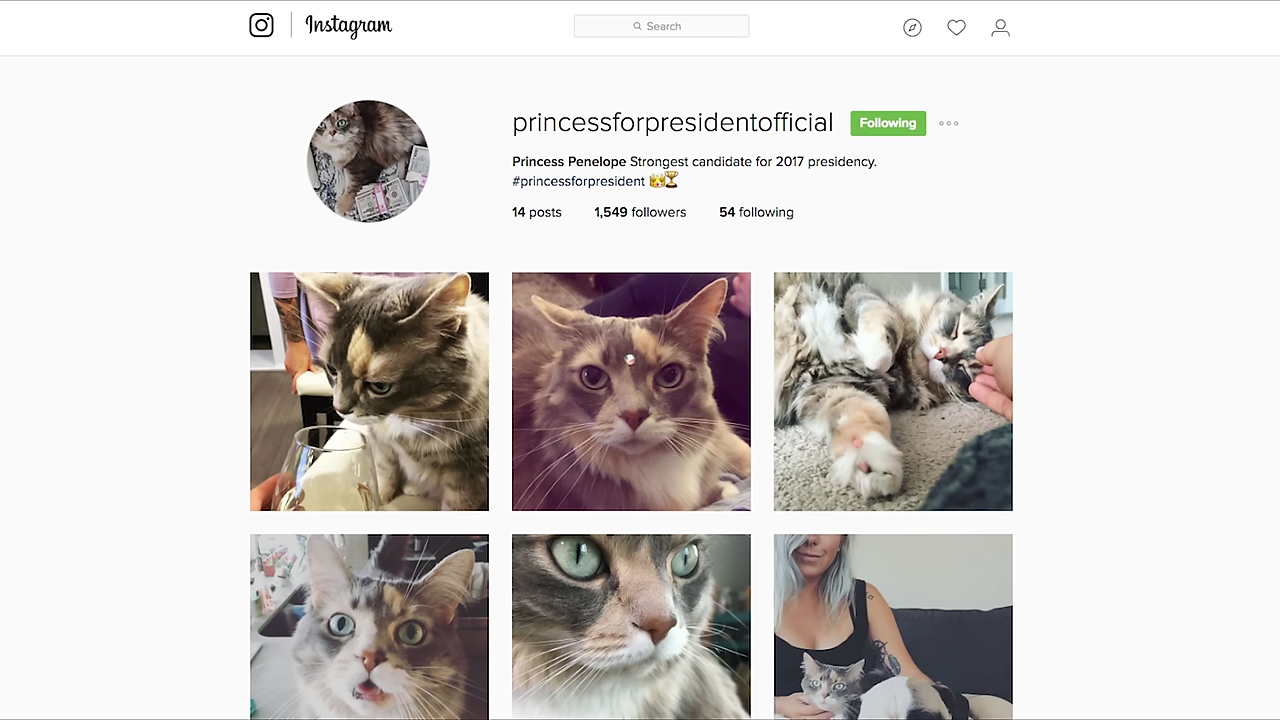 Instagram
Search
princessforpresidentofficial Following
Princess Penelope Strongest candidate for 2017 presidency.
#princessforpresident 👑🏆
14 posts 1,549 followers 54 following